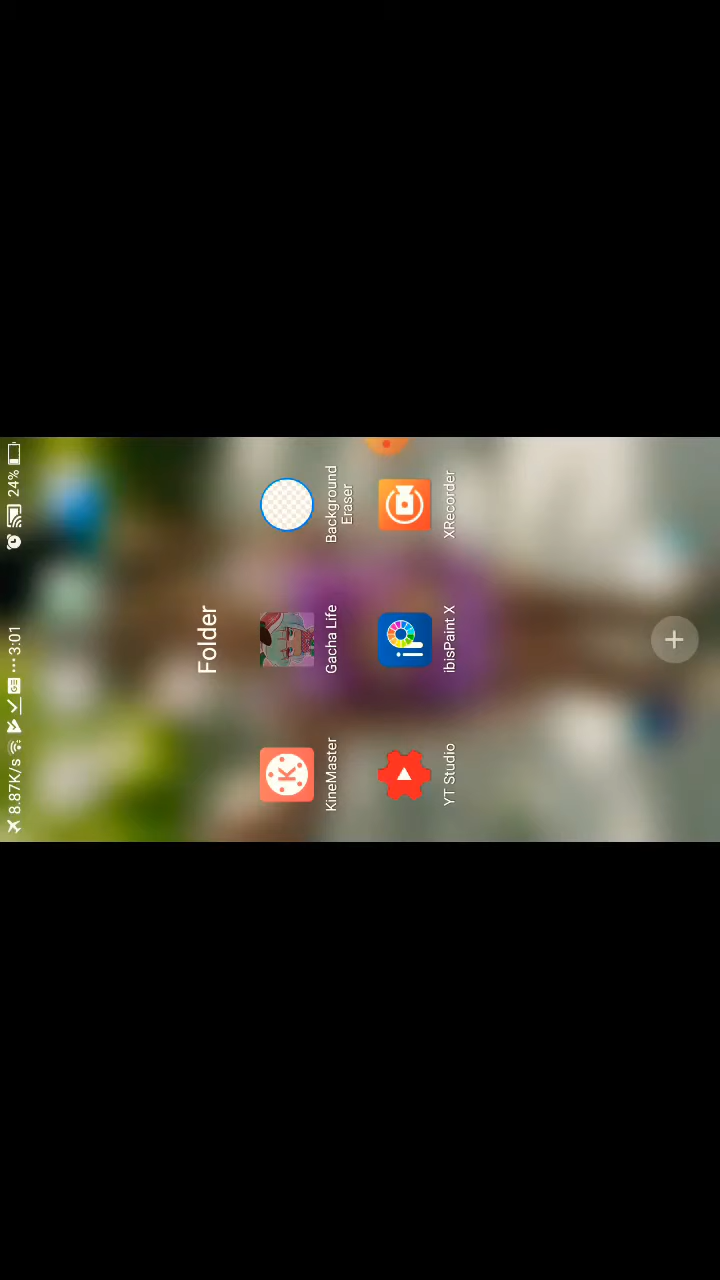 8.87K/s ... 3:01 24%
Folder
KineMaster
Gacha Life
Background
Eraser
YT Studio
ibisPaint X
XRecorder